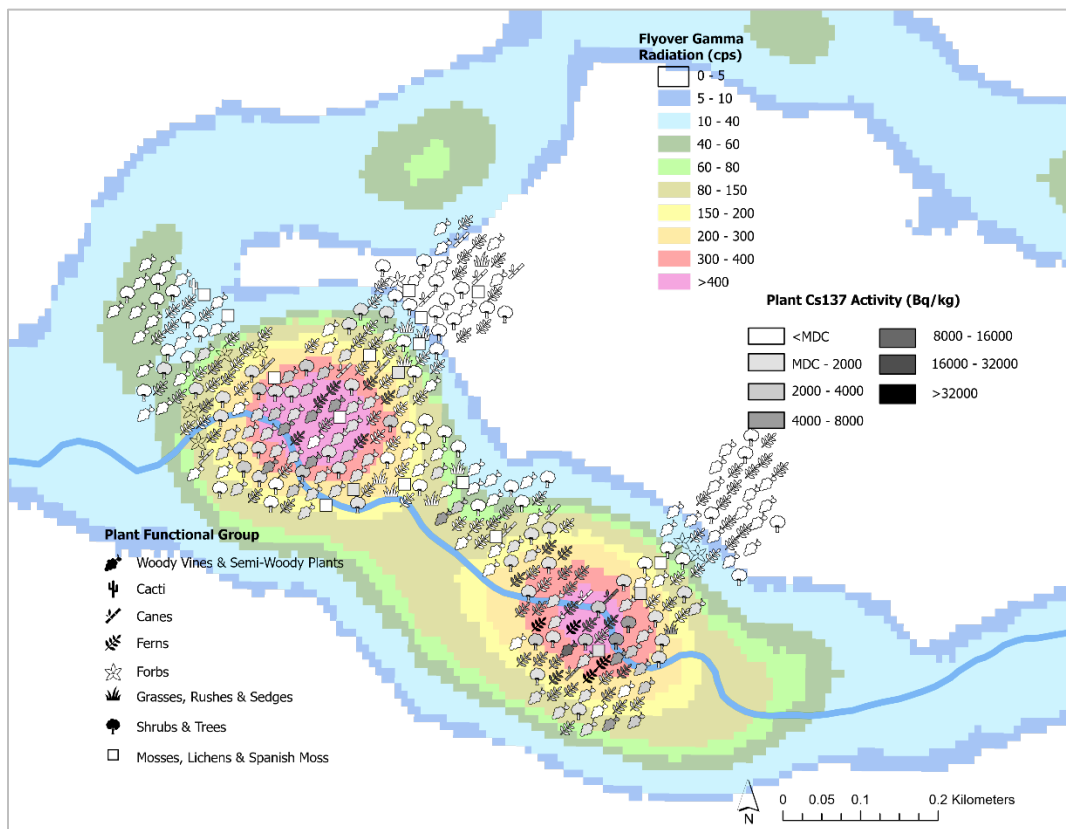 Flyover Gamma
Radiation (cps)
0 - 5
5 - 10
10 - 40
40 - 60
60 - 80
80 - 150
150 - 200
200 - 300
300 - 400
>400
Plant Cs137 Activity (Bq/kg)
<MDC
MDC - 2000
2000 - 4000
4000 - 8000
8000 - 16000
16000 - 32000
>32000
Plant Functional Group
Woody Vines & Semi-Woody Plants
Cacti
Canes
Ferns
Forbs
Grasses, Rushes & Sedges
Shrubs & Trees
Mosses, Lichens & Spanish Moss
N
0 0.05 0.1 0.2 Kilometers